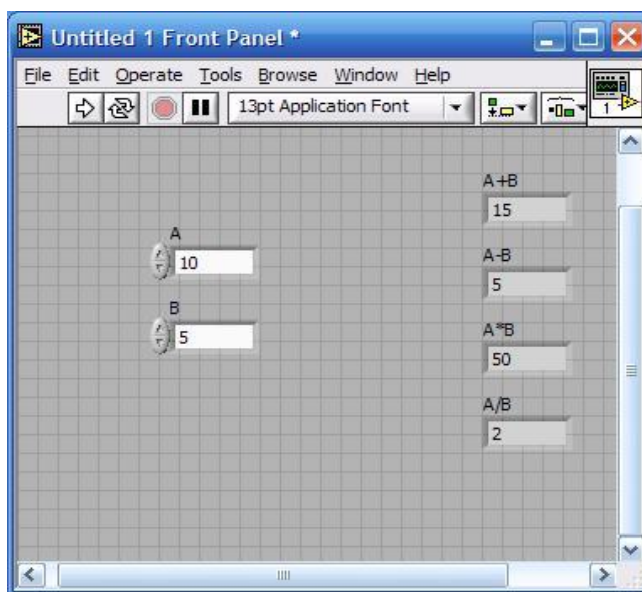 Untitled 1 Front Panel *
File Edit Operate Tools Browse Window Help
13pt Application Font
1
A+B
15
A
10
A-B
5
B
5
A*B
50
A/B
2